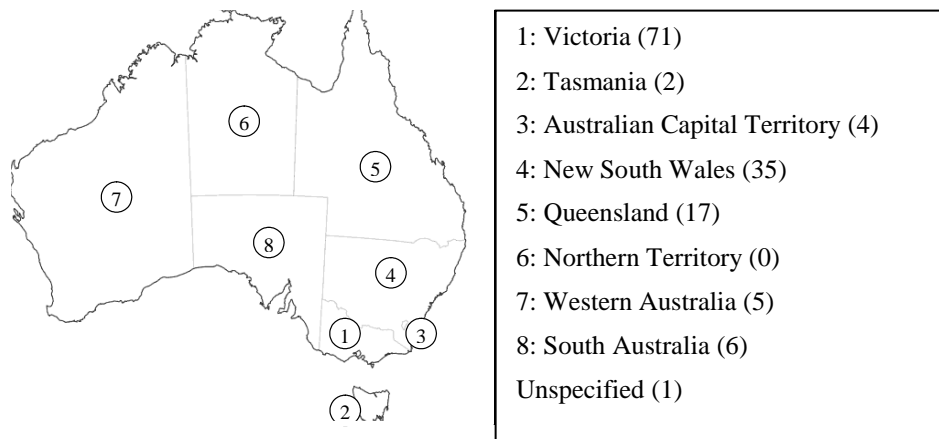 6
5
7
8
4
1
3
2
1: Victoria (71)
2: Tasmania (2)
3: Australian Capital Territory (4)
4: New South Wales (35)
5: Queensland (17)
6: Northern Territory (0)
7: Western Australia (5)
8: South Australia (6)
Unspecified (1)